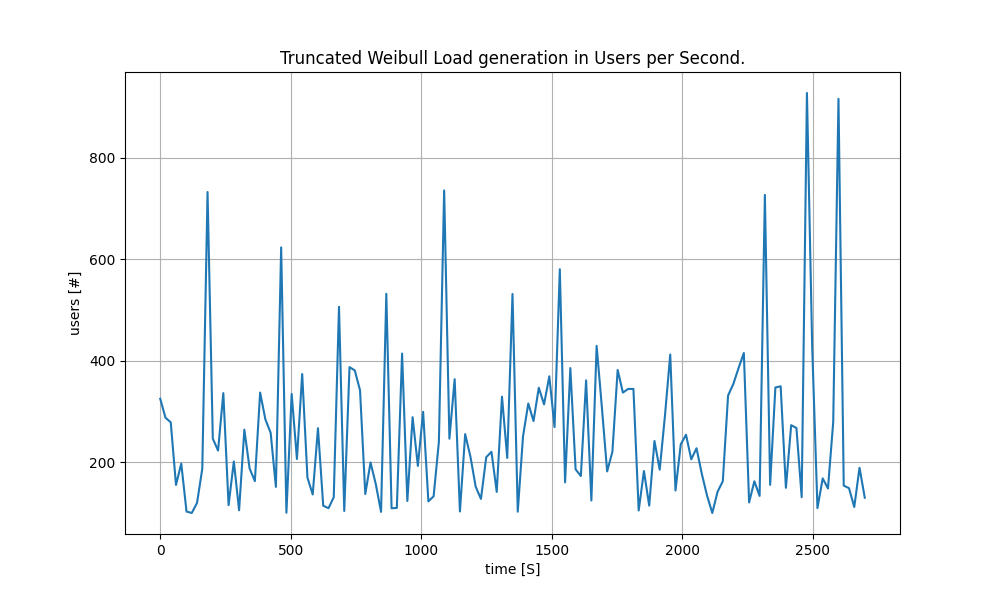 Truncated Weibull Load generation in Users per Second.
users [#]
800
600
400
200
0 500 1000 1500 2000 2500
time [S]